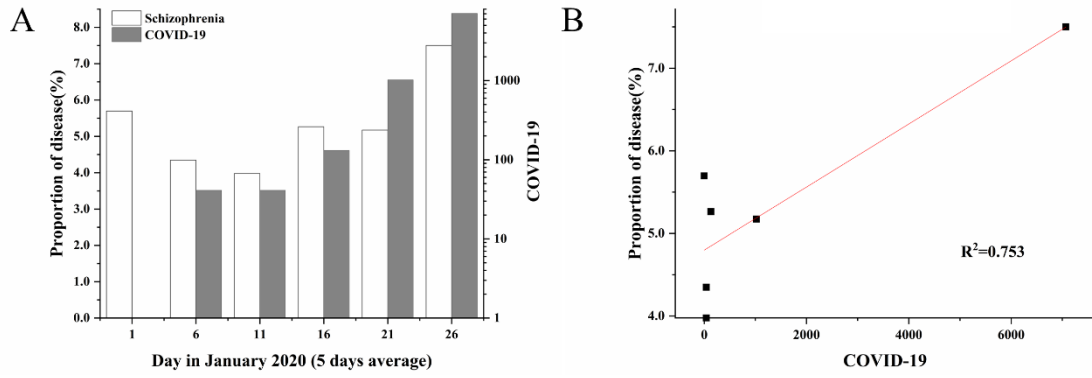 A
Schizophrenia
COVID-19
Proportion of disease(%)
8.0
7.0
6.0
5.0
4.0
3.0
2.0
1.0
0.0
1
6
11
16
21
26
Day in January 2020 (5 days average)
1000
100
10
1
COVID-19
B
Proportion of disease(%)
7.0
6.0
5.0
4.0
R²=0.753
0
2000
4000
6000
COVID-19